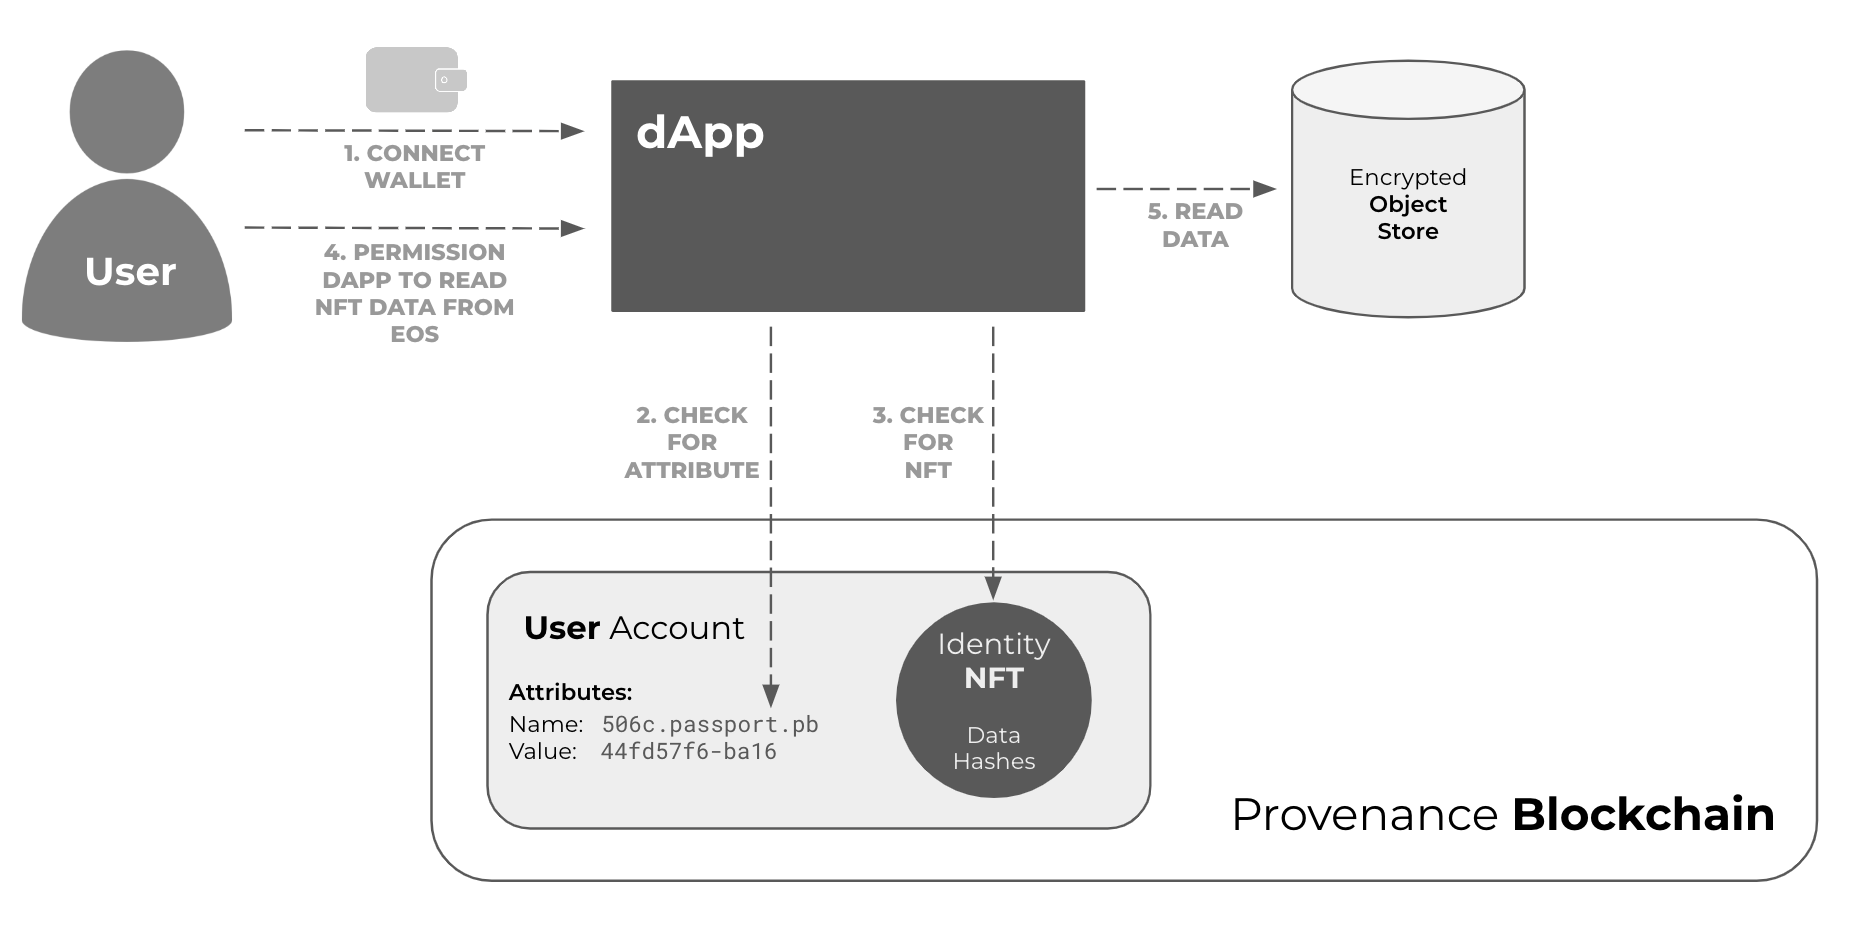 User
1. CONNECT
WALLET
4. PERMISSION
DAPP TO READ
NFT DATA FROM
EOS
dApp
5. READ
DATA
Encrypted
Object
Store
2. CHECK
FOR
ATTRIBUTE
3. CHECK
FOR
NFT
User Account
Attributes:
Name: 506c.passport.pb
Value: 44fd57f6-ba16
Identity
NFT
Data
Hashes
Provenance Blockchain